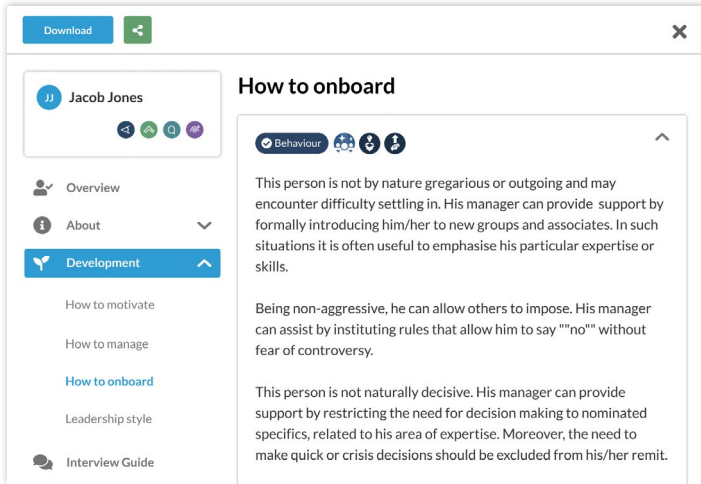 Download
JJ
Jacob Jones
Overview
About
Development
How to motivate
How to manage
How to onboard
Leadership style
Interview Guide
How to onboard
Behaviour
This person is not by nature gregarious or outgoing and may
encounter difficulty settling in. His manager can provide support by
formally introducing him/her to new groups and associates. In such
situations it is often useful to emphasise his particular expertise or
skills.
Being non-aggressive, he can allow others to impose. His manager
can assist by instituting rules that allow him to say ""no"" without
fear of controversy.
This person is not naturally decisive. His manager can provide
support by restricting the need for decision making to nominated
specifics, related to his area of expertise. Moreover, the need to
make quick or crisis decisions should be excluded from his/her remit.